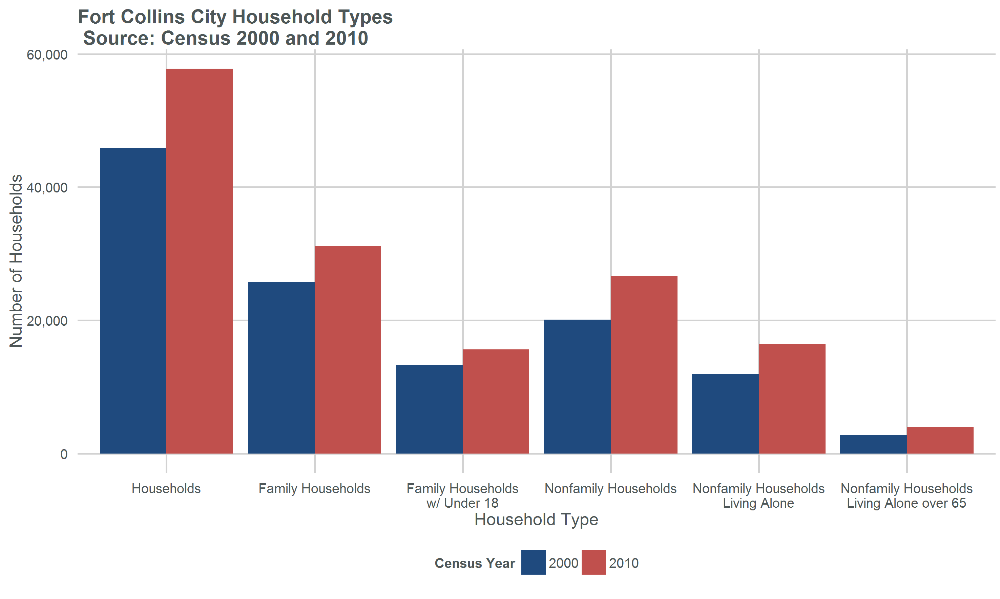 Fort Collins City Household Types
Source: Census 2000 and 2010
Number of Households
60,000
40,000
20,000
0
Households
Family Households
Family Households
w/ Under 18
Nonfamily Households
Nonfamily Households
Living Alone
Nonfamily Households
Living Alone over 65
Household Type
Census Year 2000 2010